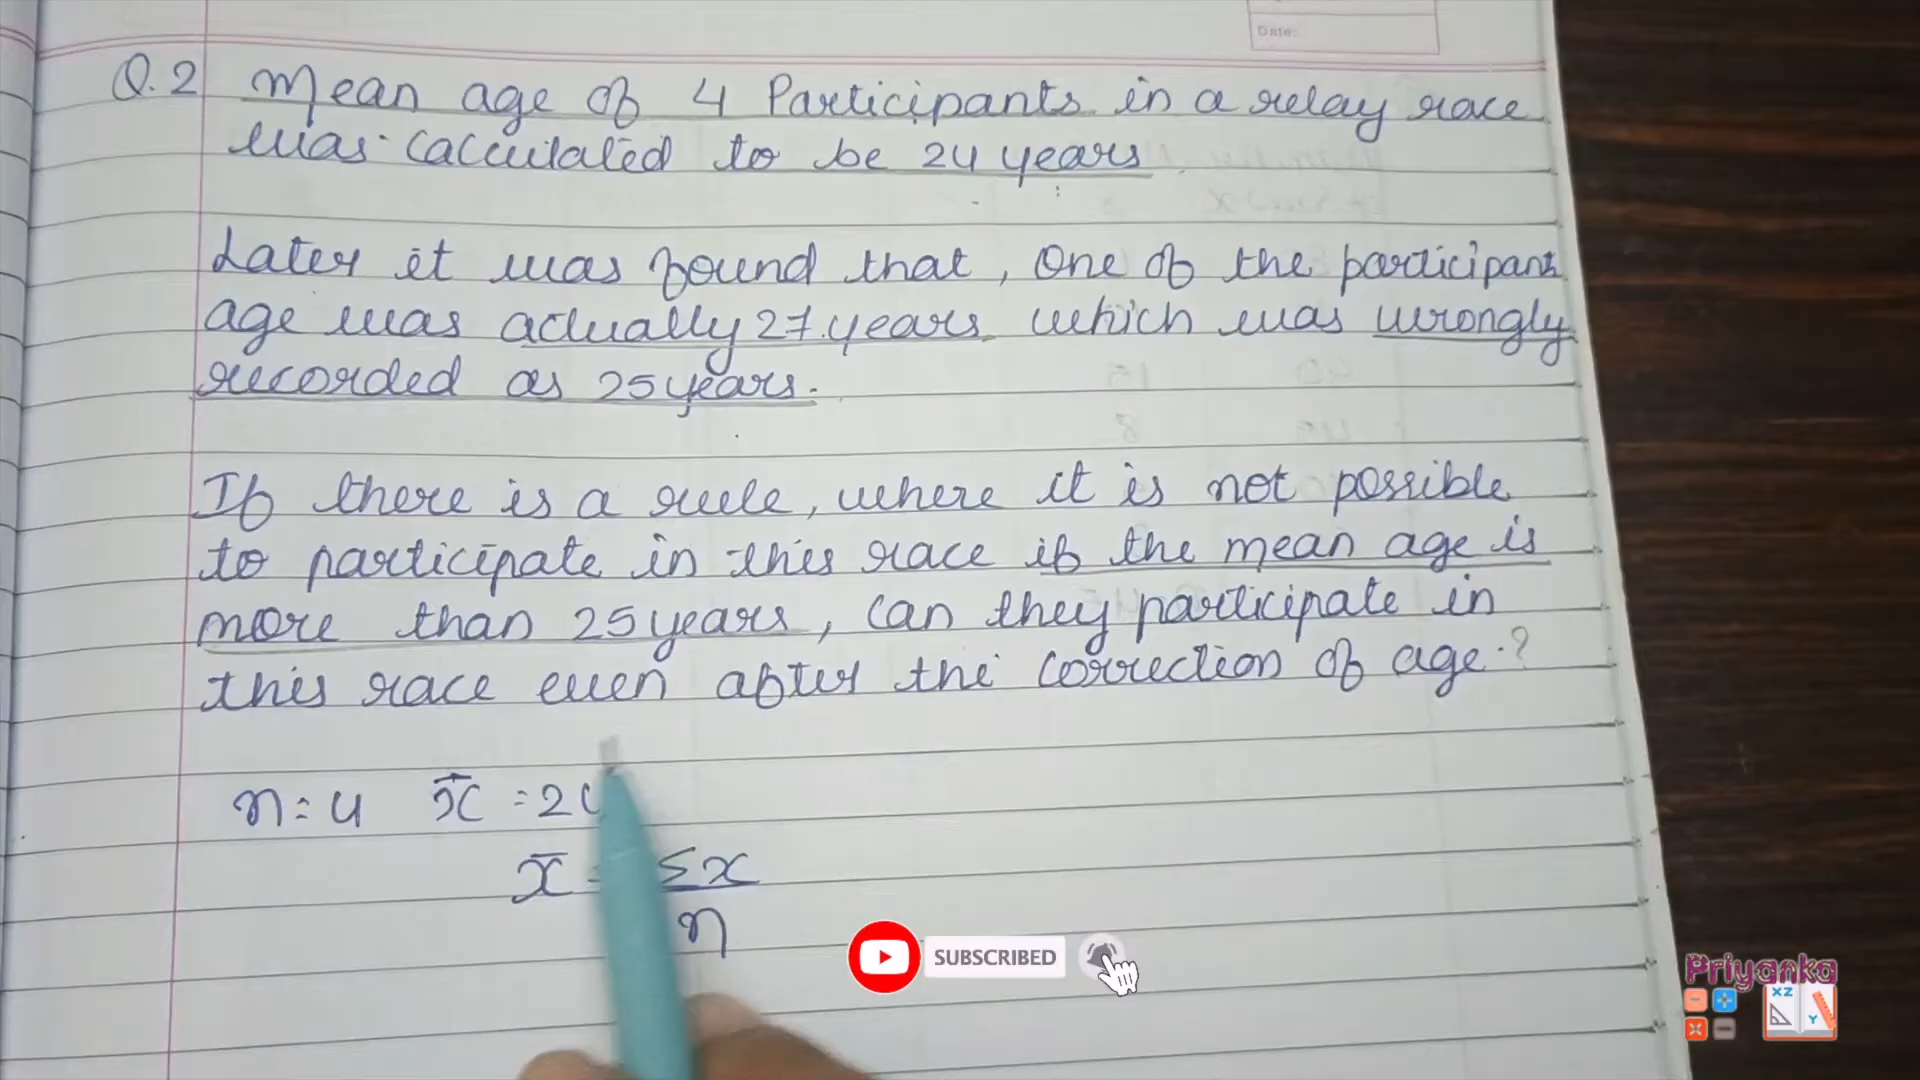 Date:
Q.2 Mean age of 4 Participants in a relay race
was calculated to be 24 years
Later it was found that, One of the participant
age was actually 27 years which was wrongly
recorded as 25 years.
If there is a rule, where it is not possible
to participate in this race if the mean age is
more than 25 years, Can they participate in
this race even after the correction of age.?
n = 4 x̄ = 24
x̄ = Σx
n
SUBSCRIBED
Priyanka
XZ
Y